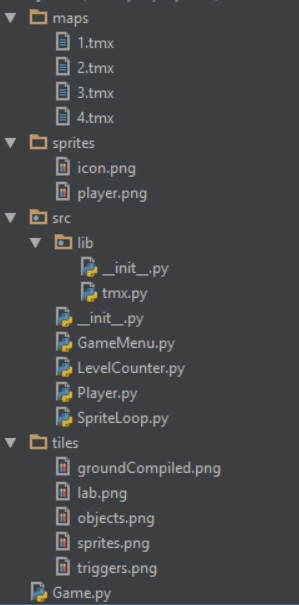 maps
1.tmx
2.tmx
3.tmx
4.tmx
sprites
icon.png
player.png
src
lib
__init__.py
tmx.py
__init__.py
GameMenu.py
LevelCounter.py
Player.py
SpriteLoop.py
tiles
groundCompiled.png
lab.png
objects.png
sprites.png
triggers.png
Game.py